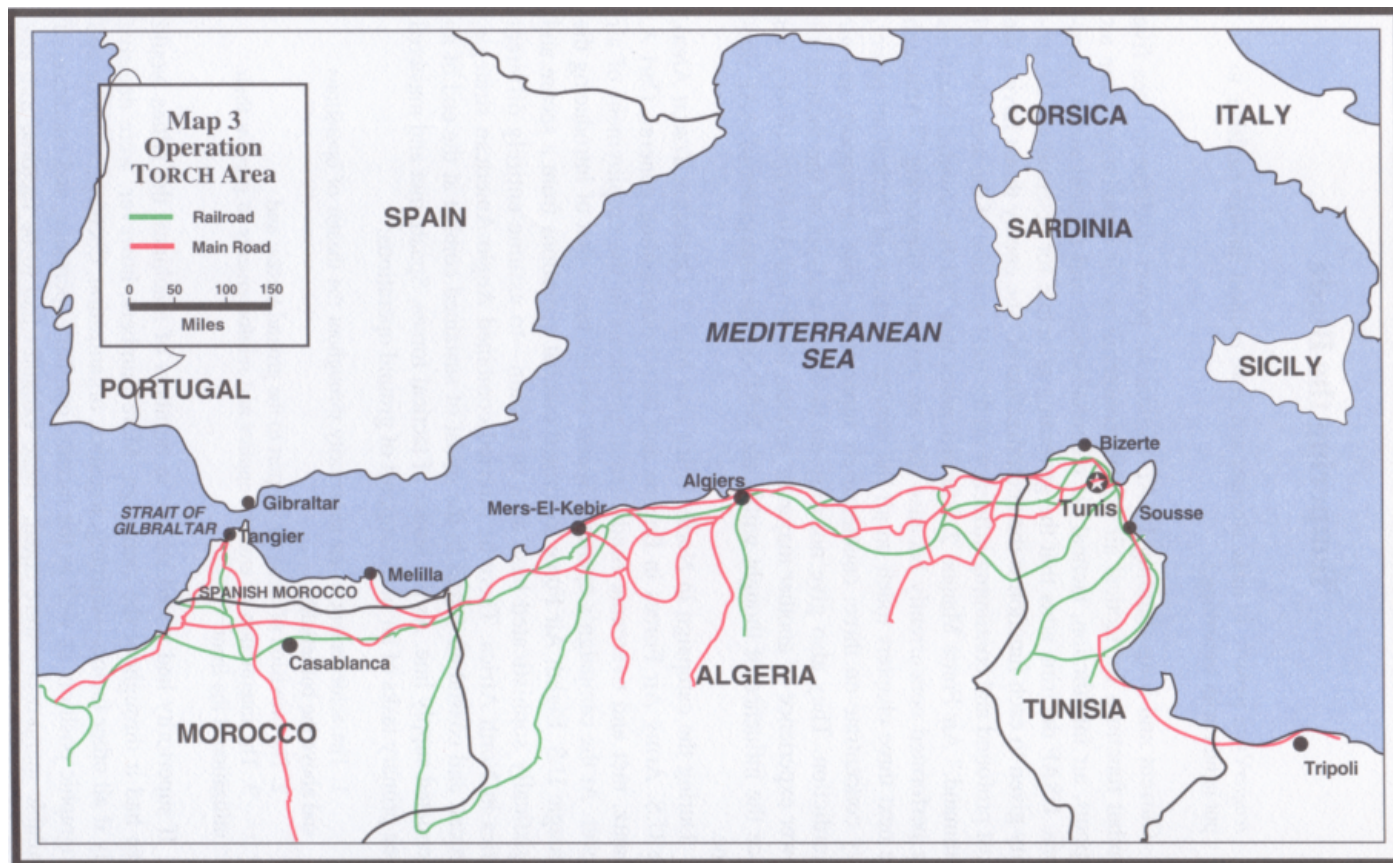 Map 3
Operation
TORCH Area
Railroad
Main Road
0 50 100 150
Miles
CORSICA
ITALY
SPAIN
SARDINIA
MEDITERRANEAN
SEA
SICILY
PORTUGAL
Bizerte
Algiers
Tunis
Gibraltar
STRAIT OF
GILBRALTAR
Mers-El-Kebir
Sousse
Tangier
Melilla
SPANISH MOROCCO
Casablanca
ALGERIA
TUNISIA
MOROCCO
Tripoli